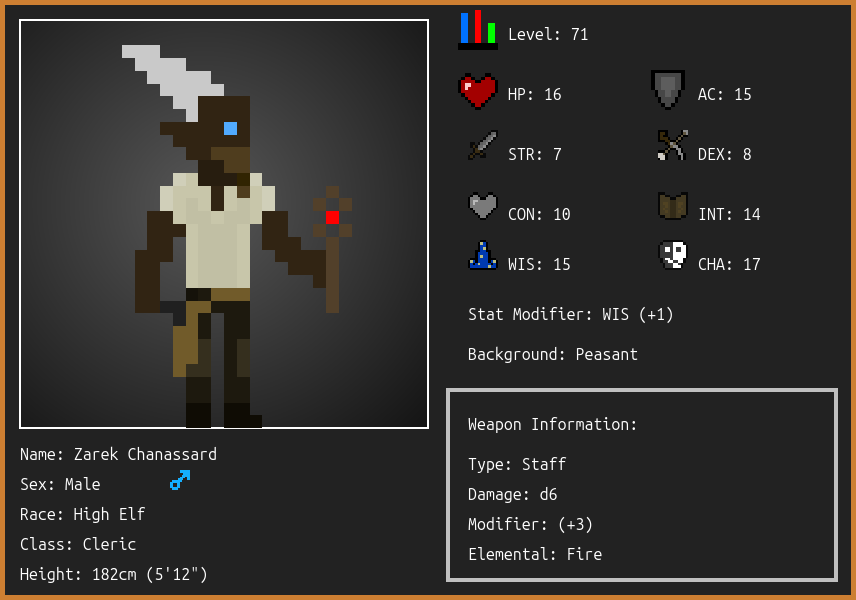 Level: 71
HP: 16
AC: 15
STR: 7
DEX: 8
CON: 10
INT: 14
WIS: 15
CHA: 17
Stat Modifier: WIS (+1)
Background: Peasant
Weapon Information:
Type: Staff
Damage: d6
Modifier: (+3)
Elemental: Fire
Name: Zarek Chanassard
Sex: Male
Race: High Elf
Class: Cleric
Height: 182cm (5'12")